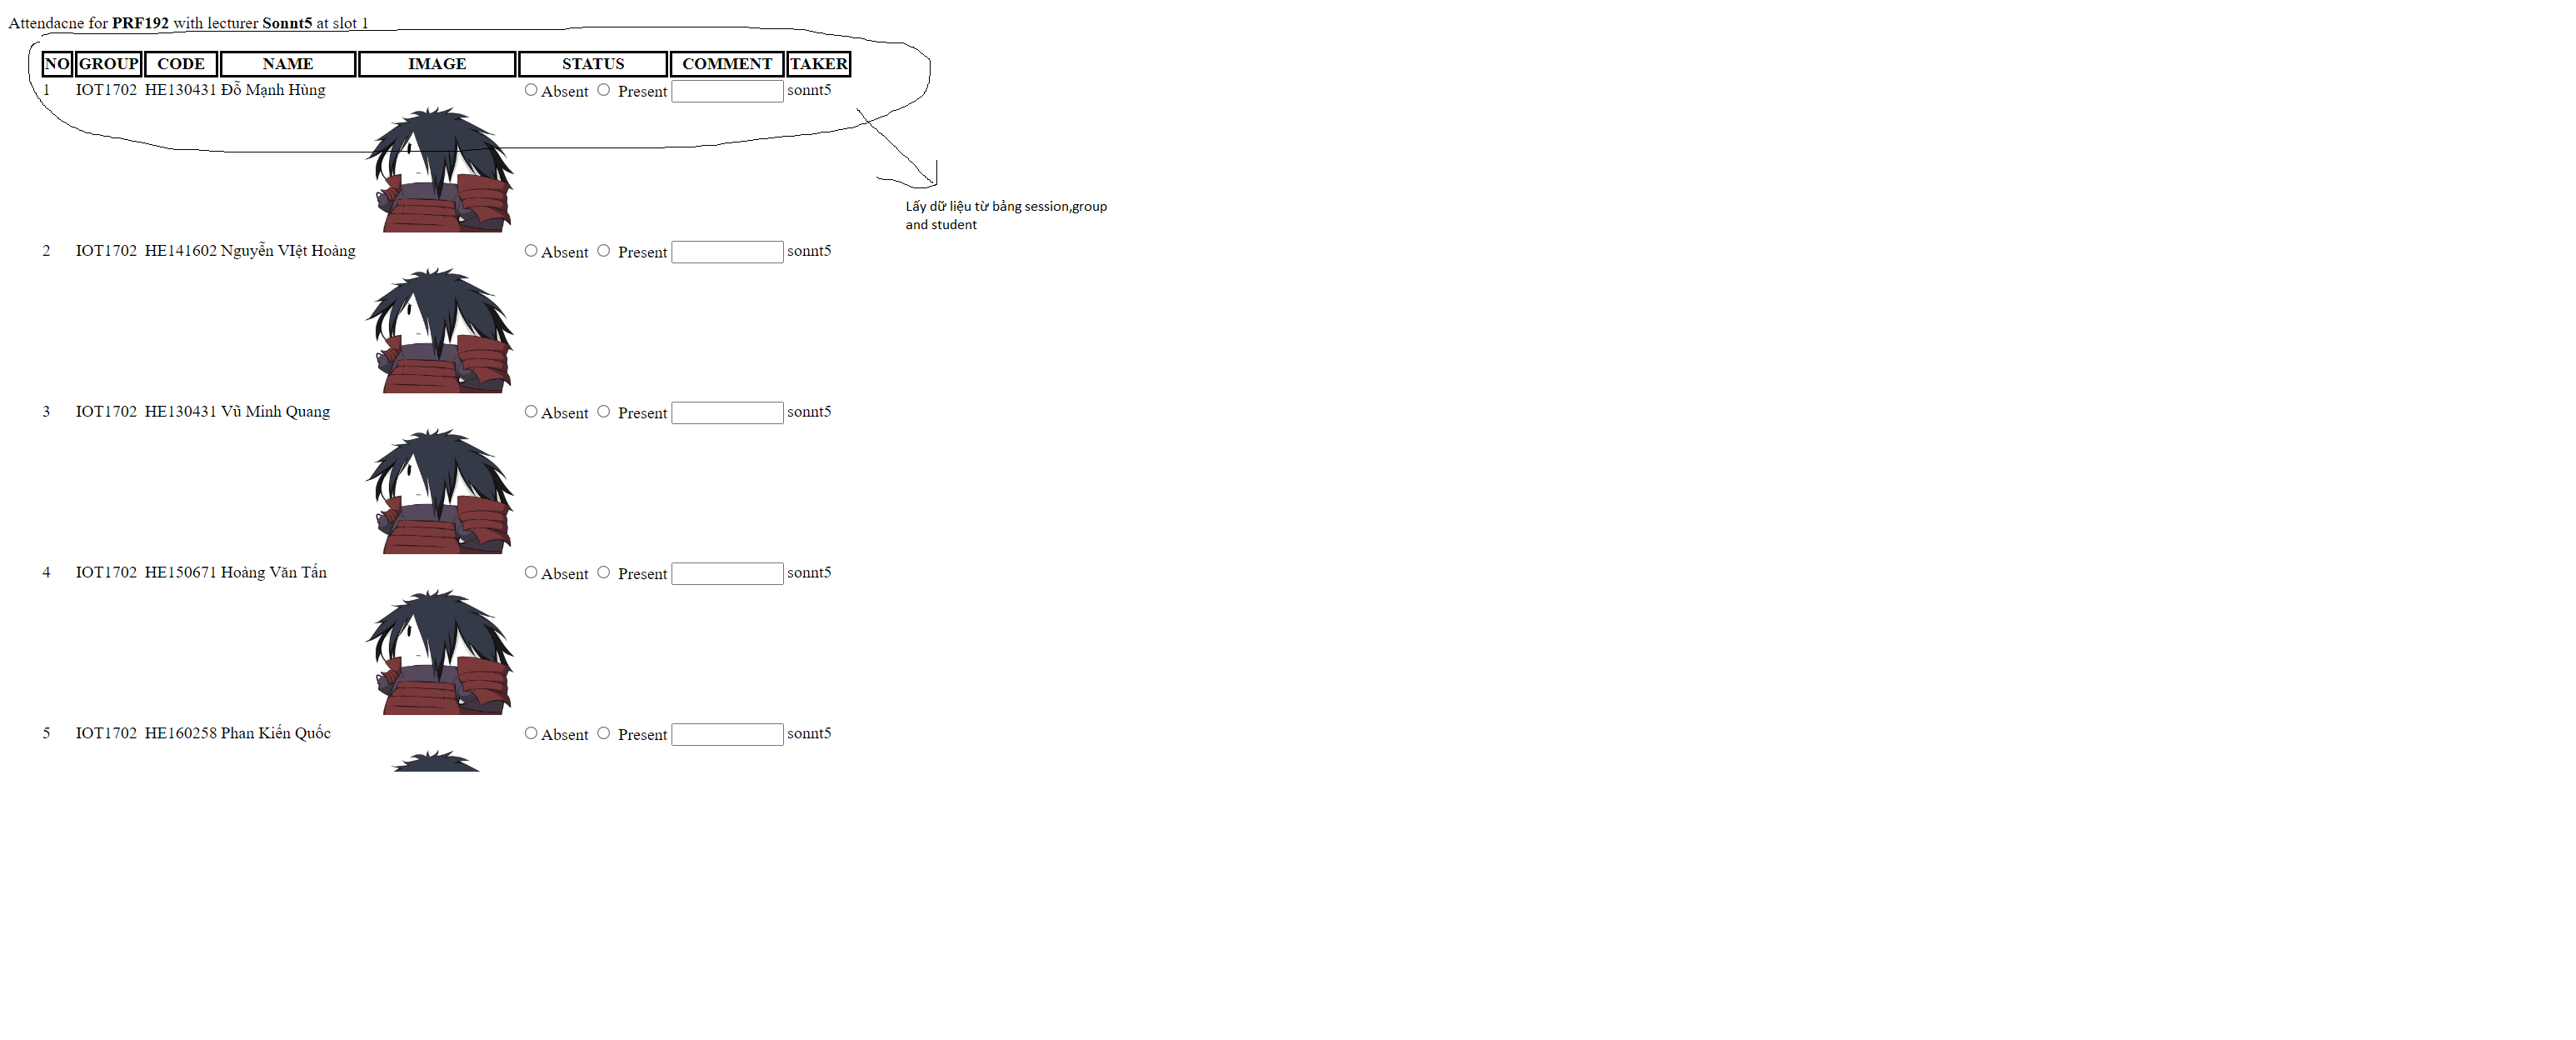 Attendacne for PRF192 with lecturer Sonnt5 at slot 1
NO GROUP CODE NAME IMAGE STATUS COMMENT TAKER
1 IOT1702 HE130431 Đỗ Mạnh Hùng Absent Present sonnt5
Lấy dữ liệu từ bảng session,group
and student
2 IOT1702 HE141602 Nguyễn VIệt Hoàng Absent Present sonnt5
3 IOT1702 HE130431 Vũ Minh Quang Absent Present sonnt5
4 IOT1702 HE150671 Hoàng Văn Tấn Absent Present sonnt5
5 IOT1702 HE160258 Phan Kiến Quốc Absent Present sonnt5